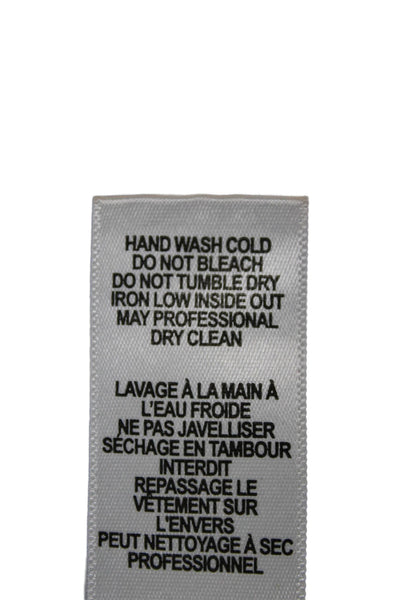 HAND WASH COLD
DO NOT BLEACH
DO NOT TUMBLE DRY
IRON LOW INSIDE OUT
MAY PROFESSIONAL
DRY CLEAN
LAVAGE À LA MAIN À
L'EAU FROIDE
NE PAS JAVELLISER
SÉCHAGE EN TAMBOUR
INTERDIT
REPASSAGE LE
VÊTEMENT SUR
L'ENVERS
PEUT NETTOYAGE À SEC
PROFESSIONNEL